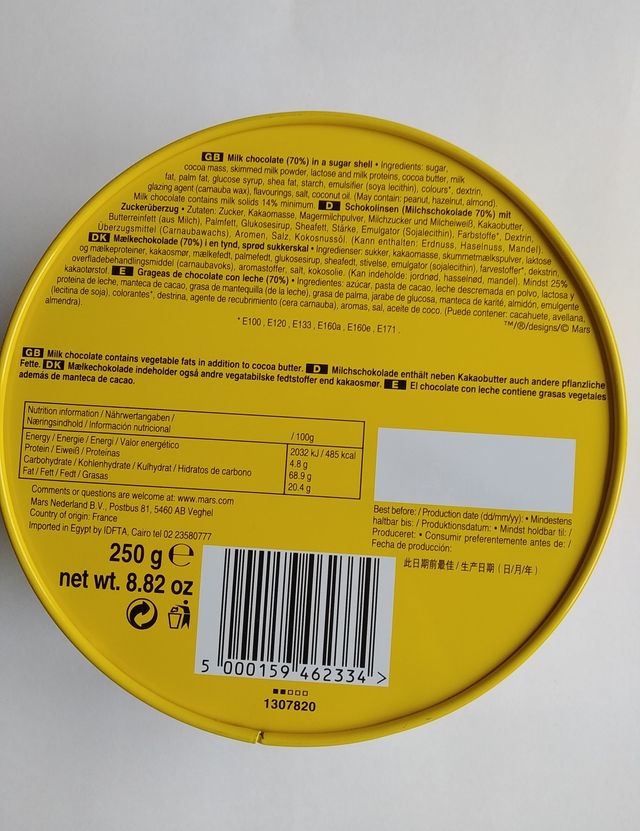 GB Milk chocolate (70%) in a sugar shell • Ingredients: sugar,
cocoa mass, skimmed milk powder, lactose and milk proteins, cocoa butter, milk
fat, palm fat, glucose syrup, shea fat, starch, emulsifier (soya lecithin), colours*, dextrin,
glazing agent (carnauba wax), flavourings, salt, coconut oil. (May contain: peanut, hazelnut, almond).
Milk chocolate contains milk solids 14% minimum. D Schokolinsen (Milchschokolade 70%) mit
Zuckerüberzug • Zutaten: Zucker, Kakaomasse, Magermilchpulver, Milchzucker und Milcheiweiß, Kakaobutter,
Butterreinfett (aus Milch), Palmfett, Glukosesirup, Sheafett, Stärke, Emulgator (Sojalecithin), Farbstoffe*, Dextrin,
Überzugsmittel (Carnaubawachs), Aromen, Salz, Kokosnussöl. (Kann enthalten: Erdnuss, Haselnuss, Mandel).
DK Mælkechokolade (70%) i en tynd, sprød sukkerskal • Ingredienser: sukker, kakaomasse, skummetmælkspulver, laktose
og mælkeproteiner, kakaosmør, mælkefedt, palmefedt, glukosesirup, sheafedt, stivelse, emulgator (sojalecithin), farvestoffer*, dekstrin,
overfladebehandlingsmiddel (carnaubavoks), aromastoffer, salt, kokosolie. (Kan indeholde: jordnød, hasselnød, mandel). Mindst 25%
kakaotørstof. E Grageas de chocolate con leche (70%) • Ingredientes: azúcar, pasta de cacao, leche descremada en polvo, lactosa y
proteína de leche, manteca de cacao, grasa de mantequilla (de la leche), grasa de palma, jarabe de glucosa, manteca de karité, almidón, emulgente
(lecitina de soja), colorantes*, destrina, agente de recubrimiento (cera carnauba), aromas, sal, aceite de coco. (Puede contener: cacahuete, avellana,
almendra).
TM/®/designs/© Mars
* E100 , E120 , E133 , E160a , E160e , E171 .
GB Milk chocolate contains vegetable fats in addition to cocoa butter. D Milchschokolade enthält neben Kakaobutter auch andere pflanzliche
Fette. DK Mælkechokolade indeholder også andre vegatabilske fedtstoffer end kakaosmør. E El chocolate con leche contiene grasas vegetales
además de manteca de cacao.
Nutrition information / Nährwertangaben /
Næringsindhold / Información nutricional / 100g
Energy / Energie / Energi / Valor energético 2032 kJ / 485 kcal
Protein / Eiweiß / Proteinas 4.8 g
Carbohydrate / Kohlenhydrate / Kulhydrat / Hidratos de carbono 68.9 g
Fat / Fett / Fedt / Grasas 20.4 g
Comments or questions are welcome at: www.mars.com
Mars Nederland B.V., Postbus 81, 5460 AB Veghel
Country of origin: France
Imported in Egypt by IDFTA, Cairo tel 02 23580777
250 g e
net wt. 8.82 oz
Best before: / Production date (dd/mm/yy): • Mindestens
haltbar bis: / Produktionsdatum: • Mindst holdbar til: /
Produceret: • Consumir preferentemente antes de: /
Fecha de producción:
此日期前最佳 / 生产日期 ( 日/月/年 )
5 000159 462334 >
1307820